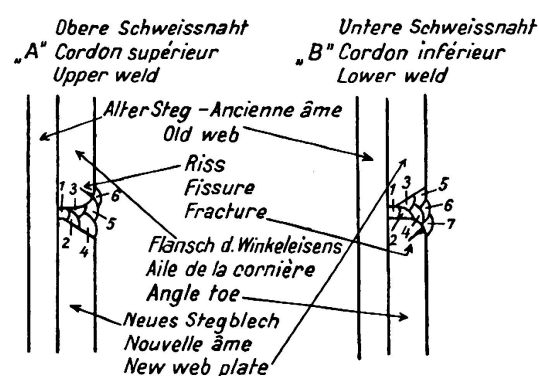 Obere Schweissnaht
„A" Cordon supérieur
Upper weld
Untere Schweissnaht
„B" Cordon inférieur
Lower weld
Alter Steg - Ancienne âme
Old web
Riss
Fissure
Fracture
1 3 6
5
2 4
1 3 5
6
4 7
2
Flansch d. Winkeleisens
Aile de la cornière
Angle toe
Neues Stegblech
Nouvelle âme
New web plate